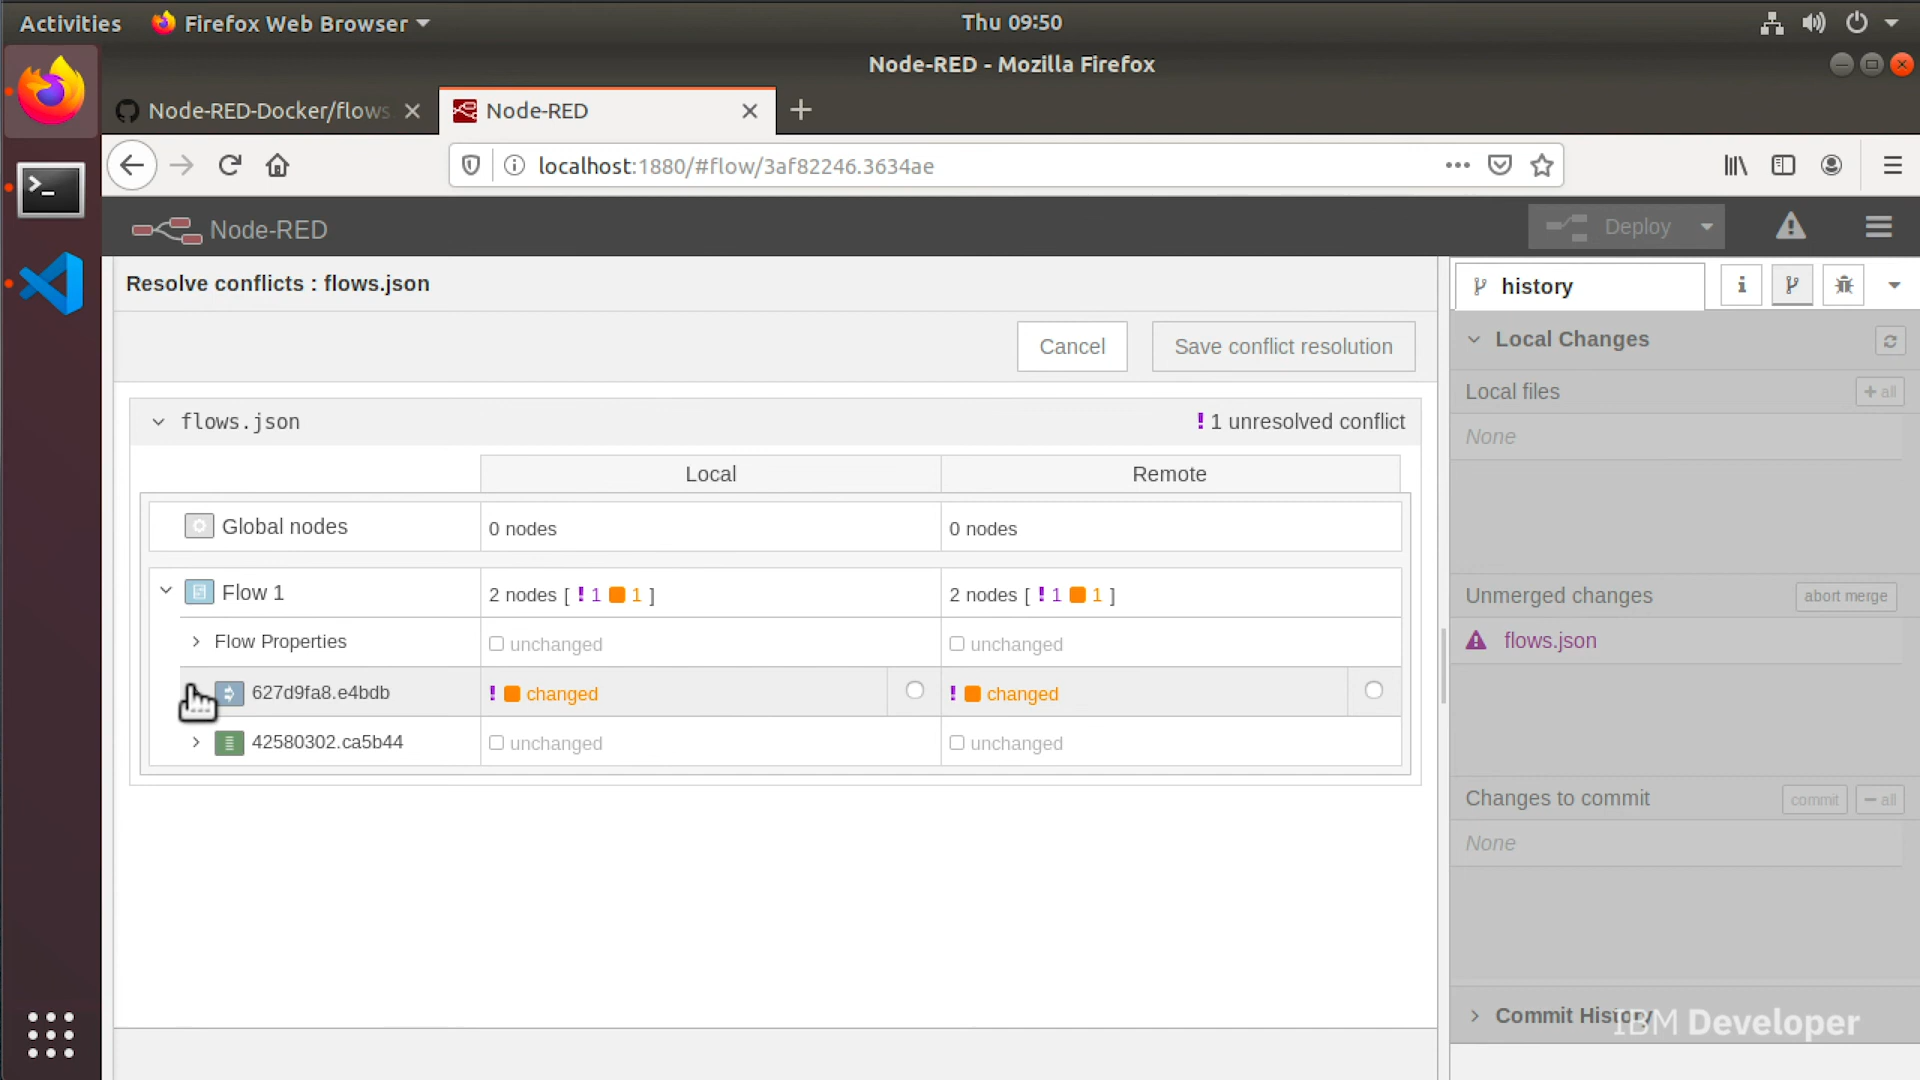 Activities
Firefox Web Browser
Thu 09:50
Node-RED - Mozilla Firefox
Node-RED-Docker/flows.
Node-RED
localhost:1880/#flow/3af82246.3634ae
Node-RED
Deploy
Resolve conflicts : flows.json
history
Cancel
Save conflict resolution
Local Changes
Local files
+ all
None
flows.json
! 1 unresolved conflict
Local
Remote
Global nodes
0 nodes
0 nodes
Flow 1
2 nodes [ ! 1 1 ]
2 nodes [ ! 1 1 ]
Unmerged changes
abort merge
flows.json
Flow Properties
unchanged
unchanged
627d9fa8.e4bdb
! changed
! changed
42580302.ca5b44
unchanged
unchanged
Changes to commit
commit
− all
None
Commit History
IBM Developer